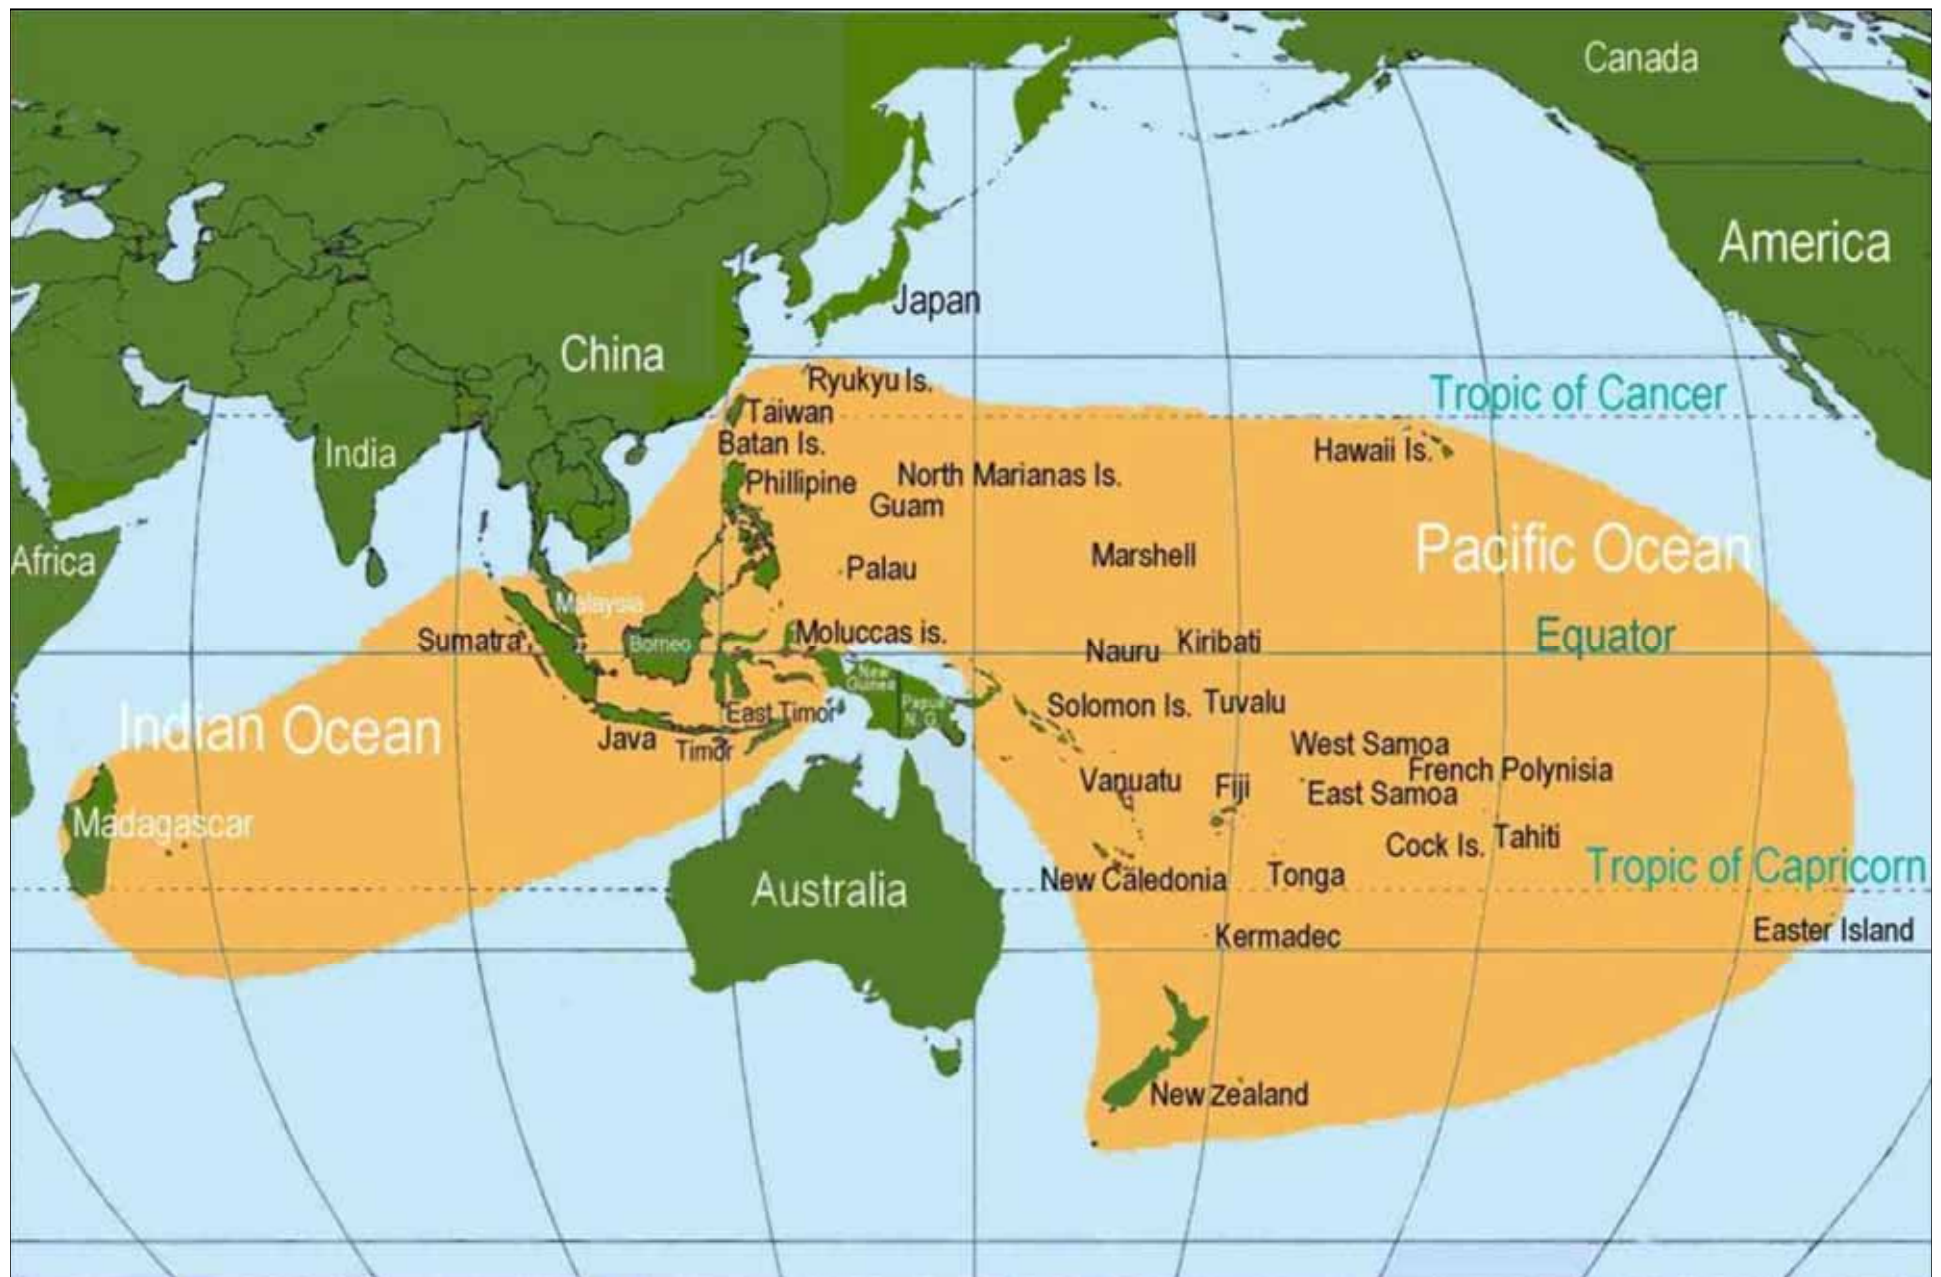 Canada
America
Japan
China
Ryukyu Is.
Tropic of Cancer
Taiwan
Batan Is.
India
Hawaii Is.
North Marianas Is.
Phillipine
Guam
Pacific Ocean
Africa
Marshell
Palau
Malaysia
Moluccas is.
Sumatra
Borneo
Nauru
Kiribati
Equator
New
Guinea
Papua
N. G.
Solomon Is.
Tuvalu
East Timor
Indian Ocean
Java
Timor
West Samoa
French Polynisia
Vanuatu
Fiji
East Samoa
Madagascar
Cock Is.
Tahiti
Tropic of Capricorn
Australia
New Caledonia
Tonga
Easter Island
Kermadec
New Zealand